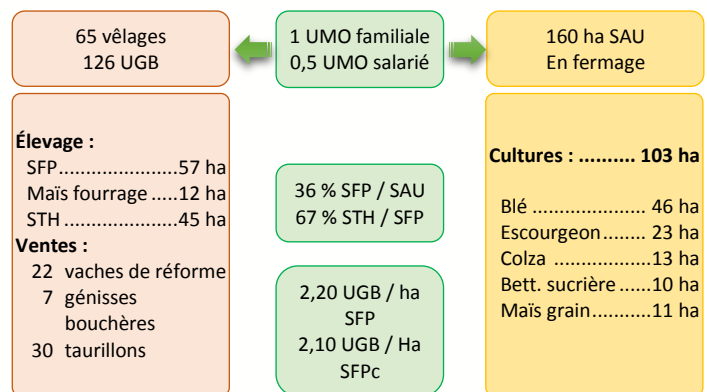 65 vêlages
126 UGB
1 UMO familiale
0,5 UMO salarié
160 ha SAU
En fermage
Élevage :
SFP......................57 ha
Maïs fourrage .....12 ha
STH .....................45 ha
Ventes :
22 vaches de réforme
7 génisses
bouchères
30 taurillons
36 % SFP / SAU
67 % STH / SFP
2,20 UGB / ha
SFP
2,10 UGB / Ha
SFPc
Cultures : .......... 103 ha
Blé ..................... 46 ha
Escourgeon........ 23 ha
Colza .................13 ha
Bett. sucrière ......10 ha
Maïs grain...........11 ha